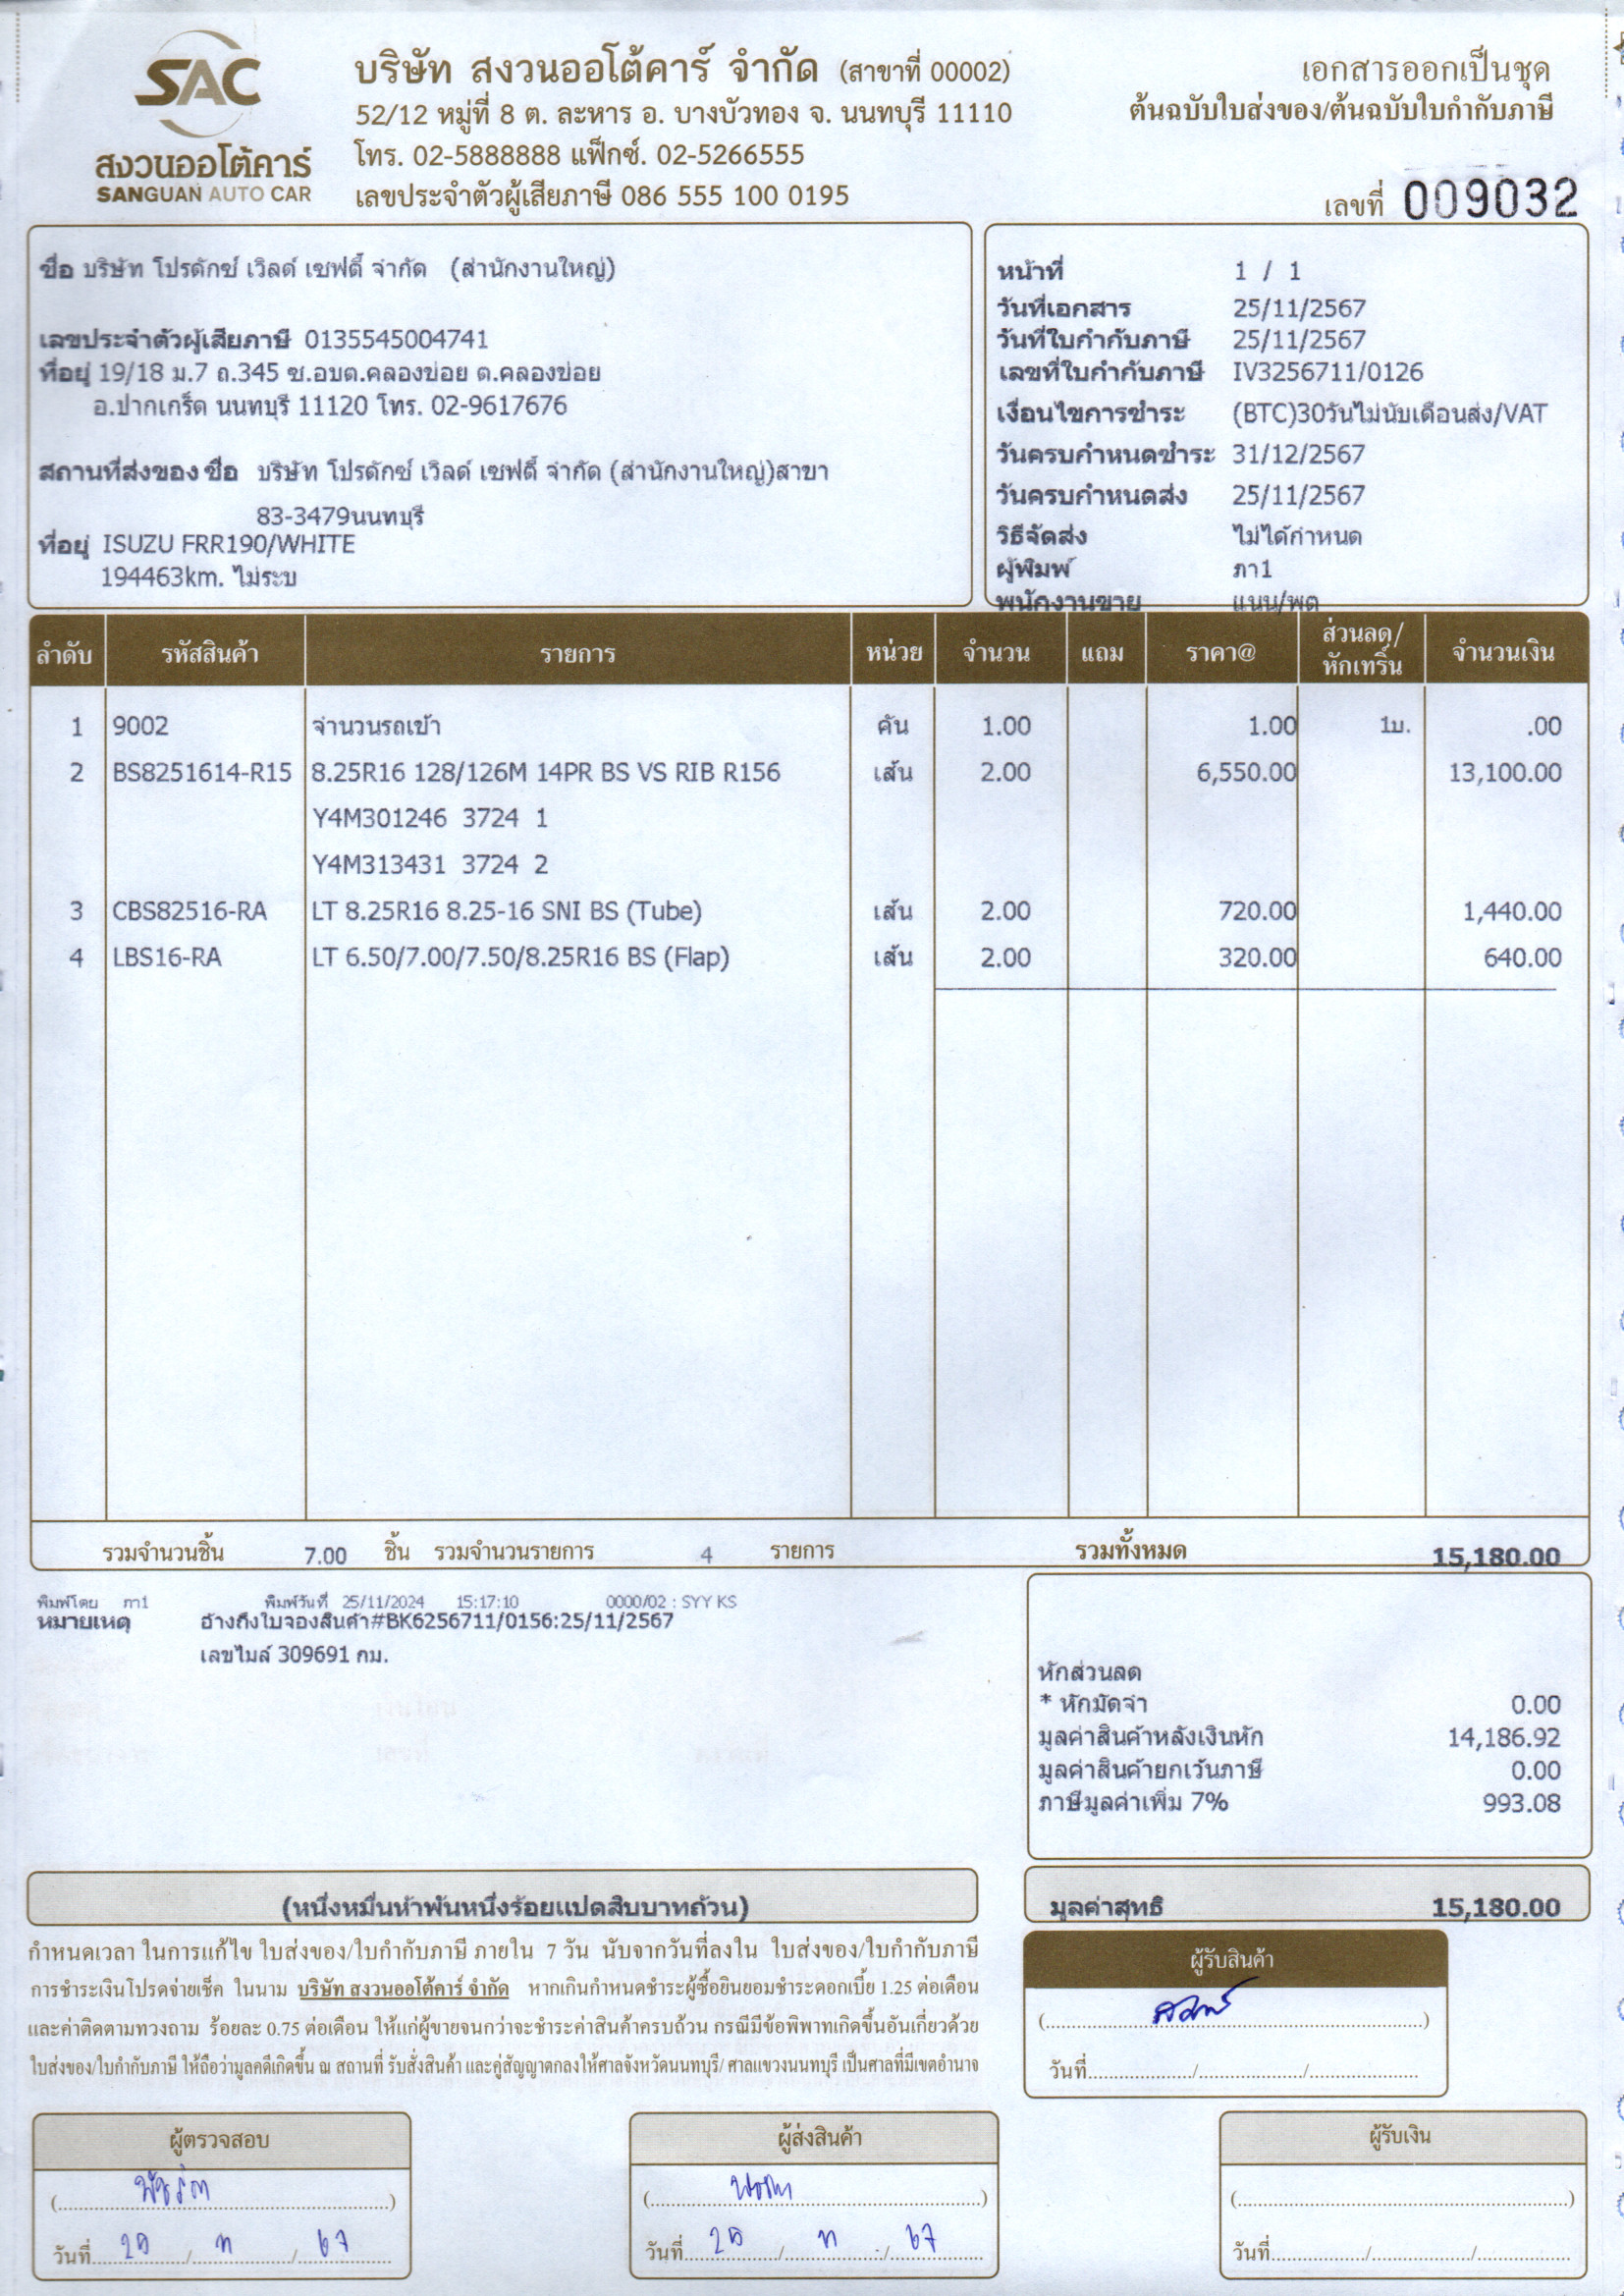 SAC
สงวนออโต้คาร์
SANGUAN AUTO CAR
บริษัท สงวนออโต้คาร์ จำกัด (สาขาที่ 00002)
52/12 หมู่ที่ 8 ต. ละหาร อ. บางบัวทอง จ. นนทบุรี 11110
โทร. 02-5888888 แฟ็กซ์. 02-5266555
เลขประจำตัวผู้เสียภาษี 086 555 100 0195
เอกสารออกเป็นชุด
ต้นฉบับใบส่งของ/ต้นฉบับใบกำกับภาษี
เลขที่ 009032
ชื่อ บริษัท โปรดักซ์ เวิลด์ เซฟตี้ จำกัด (สำนักงานใหญ่)
เลขประจำตัวผู้เสียภาษี 0135545004741
ที่อยู่ 19/18 ม.7 ถ.345 ซ.อบต.คลองข่อย ต.คลองข่อย
อ.ปากเกร็ด นนทบุรี 11120 โทร. 02-9617676
สถานที่ส่งของ ชื่อ บริษัท โปรดักซ์ เวิลด์ เซฟตี้ จำกัด (สำนักงานใหญ่)สาขา
83-3479นนทบุรี
ที่อยู่ ISUZU FRR190/WHITE
194463km. ไม่ระบ
หน้าที่ 1 / 1
วันที่เอกสาร 25/11/2567
วันที่ใบกำกับภาษี 25/11/2567
เลขที่ใบกำกับภาษี IV3256711/0126
เงื่อนไขการชำระ (BTC)30วันไม่นับเดือนส่ง/VAT
วันครบกำหนดชำระ 31/12/2567
วันครบกำหนดส่ง 25/11/2567
วิธีจัดส่ง ไม่ได้กำหนด
ผู้พิมพ์ ภา1
พนักงานขาย แนน/พต
ลำดับ รหัสสินค้า รายการ หน่วย จำนวน แถม ราคา@ ส่วนลด/หักเทริ์น จำนวนเงิน
1 9002 จำนวนรถเข้า คัน 1.00 1.00 1บ. .00
2 BS8251614-R15 8.25R16 128/126M 14PR BS VS RIB R156 เส้น 2.00 6,550.00 13,100.00
Y4M301246 3724 1
Y4M313431 3724 2
3 CBS82516-RA LT 8.25R16 8.25-16 SNI BS (Tube) เส้น 2.00 720.00 1,440.00
4 LBS16-RA LT 6.50/7.00/7.50/8.25R16 BS (Flap) เส้น 2.00 320.00 640.00
รวมจำนวนชิ้น 7.00 ชิ้น รวมจำนวนรายการ 4 รายการ รวมทั้งหมด 15,180.00
พิมพ์โดย ภา1 พิมพ์วันที่ 25/11/2024 15:17:10 0000/02 : SYY KS
หมายเหตุ อ้างถึงใบจองสินค้า#BK6256711/0156:25/11/2567
เลขไมล์ 309691 กม.
หักส่วนลด
* หักมัดจำ 0.00
มูลค่าสินค้าหลังเงินหัก 14,186.92
มูลค่าสินค้ายกเว้นภาษี 0.00
ภาษีมูลค่าเพิ่ม 7% 993.08
(หนึ่งหมื่นห้าพันหนึ่งร้อยแปดสิบบาทถ้วน)
มูลค่าสุทธิ 15,180.00
กำหนดเวลา ในการแก้ไข ใบส่งของ/ใบกำกับภาษี ภายใน 7 วัน นับจากวันที่ลงใน ใบส่งของ/ใบกำกับภาษี
การชำระเงินโปรดจ่ายเช็ค ในนาม บริษัท สงวนออโต้คาร์ จำกัด หากเกินกำหนดชำระผู้ซื้อยินยอมชำระดอกเบี้ย 1.25 ต่อเดือน
และค่าติดตามทวงถาม ร้อยละ 0.75 ต่อเดือน ให้แก่ผู้ขายจนกว่าจะชำระค่าสินค้าครบถ้วน กรณีมีข้อพิพาทเกิดขึ้นอันเกี่ยวด้วย
ใบส่งของ/ใบกำกับภาษี ให้ถือว่ามูลคดีเกิดขึ้น ณ สถานที่ รับสั่งสินค้า และคู่สัญญาตกลงให้ศาลจังหวัดนนทบุรี/ ศาลแขวงนนทบุรี เป็นศาลที่มีเขตอำนาจ
ผู้รับสินค้า
วันที่
ผู้ตรวจสอบ
วันที่ 25 / 11 / 67
ผู้ส่งสินค้า
วันที่ 25 / 11 / 67
ผู้รับเงิน
วันที่